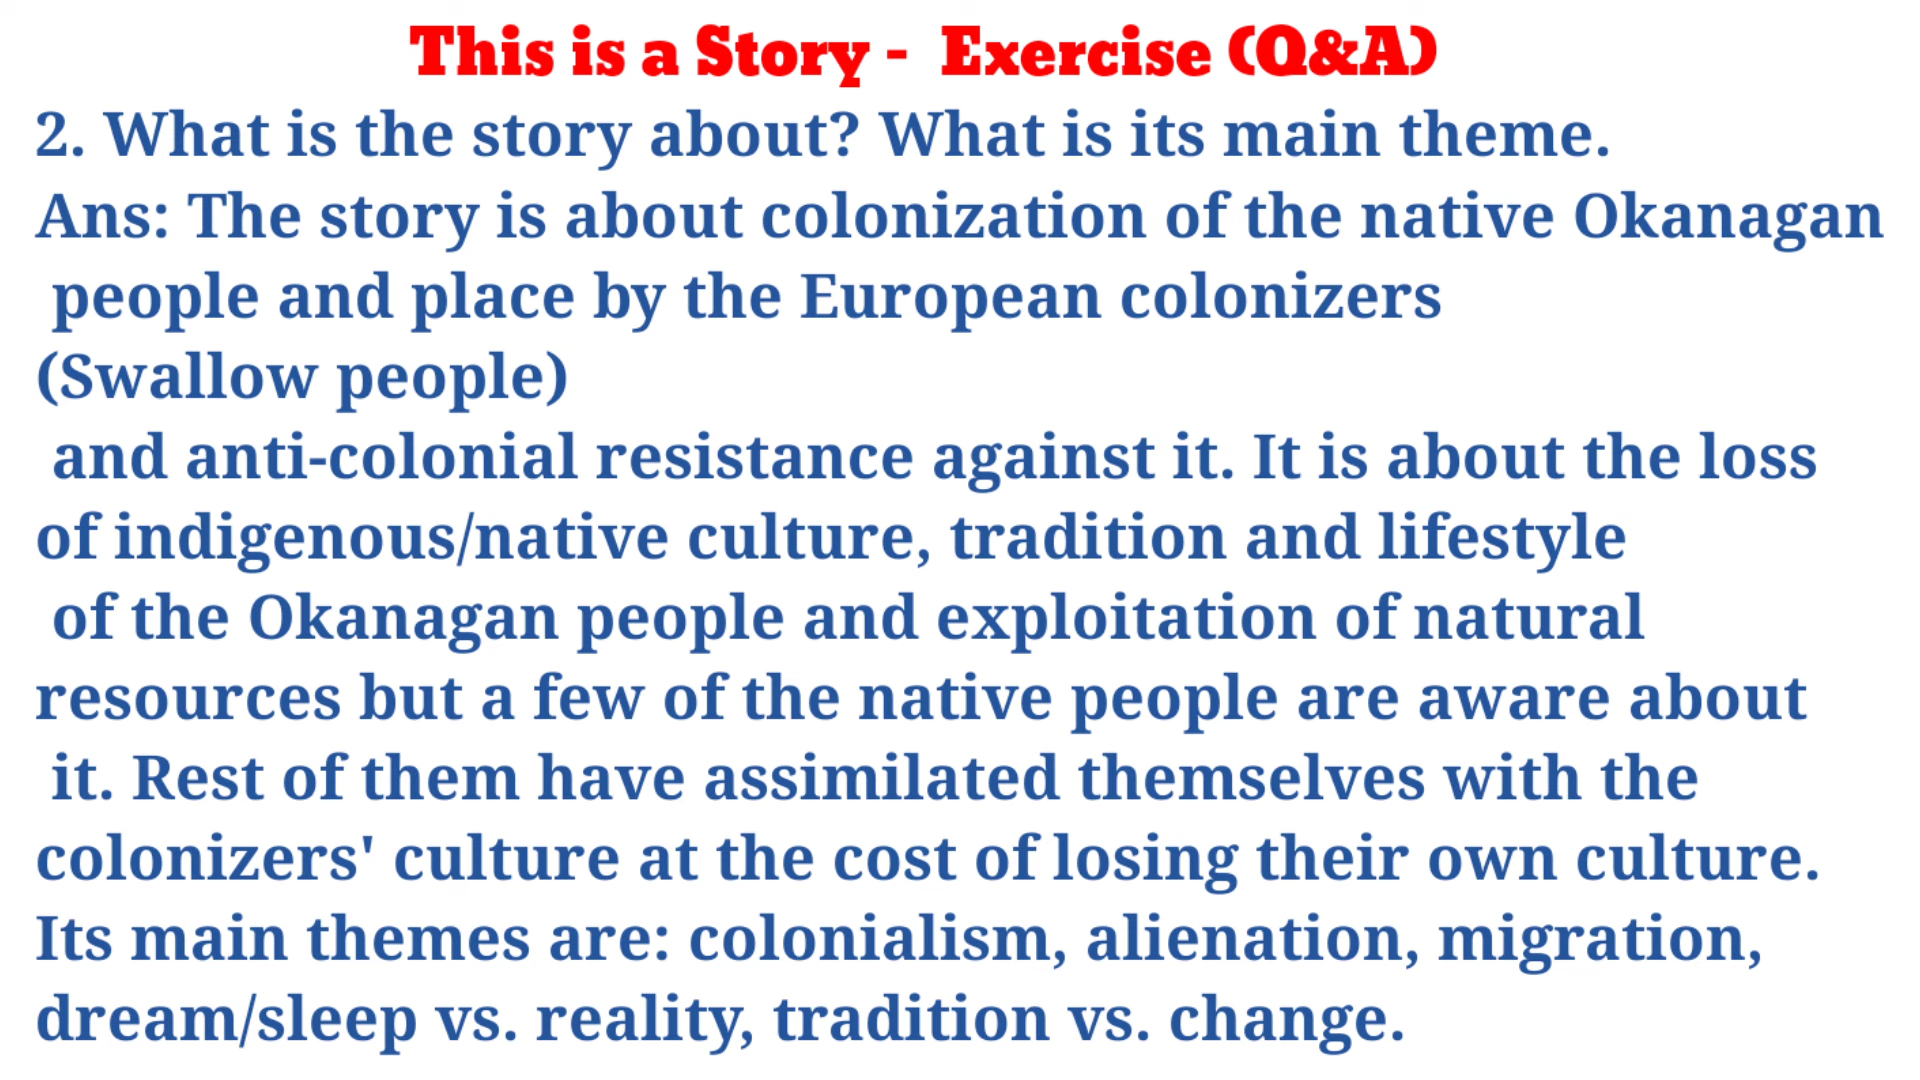 This is a Story - Exercise (Q&A)
2. What is the story about? What is its main theme.
Ans: The story is about colonization of the native Okanagan
people and place by the European colonizers
(Swallow people)
and anti-colonial resistance against it. It is about the loss
of indigenous/native culture, tradition and lifestyle
of the Okanagan people and exploitation of natural
resources but a few of the native people are aware about
it. Rest of them have assimilated themselves with the
colonizers' culture at the cost of losing their own culture.
Its main themes are: colonialism, alienation, migration,
dream/sleep vs. reality, tradition vs. change.